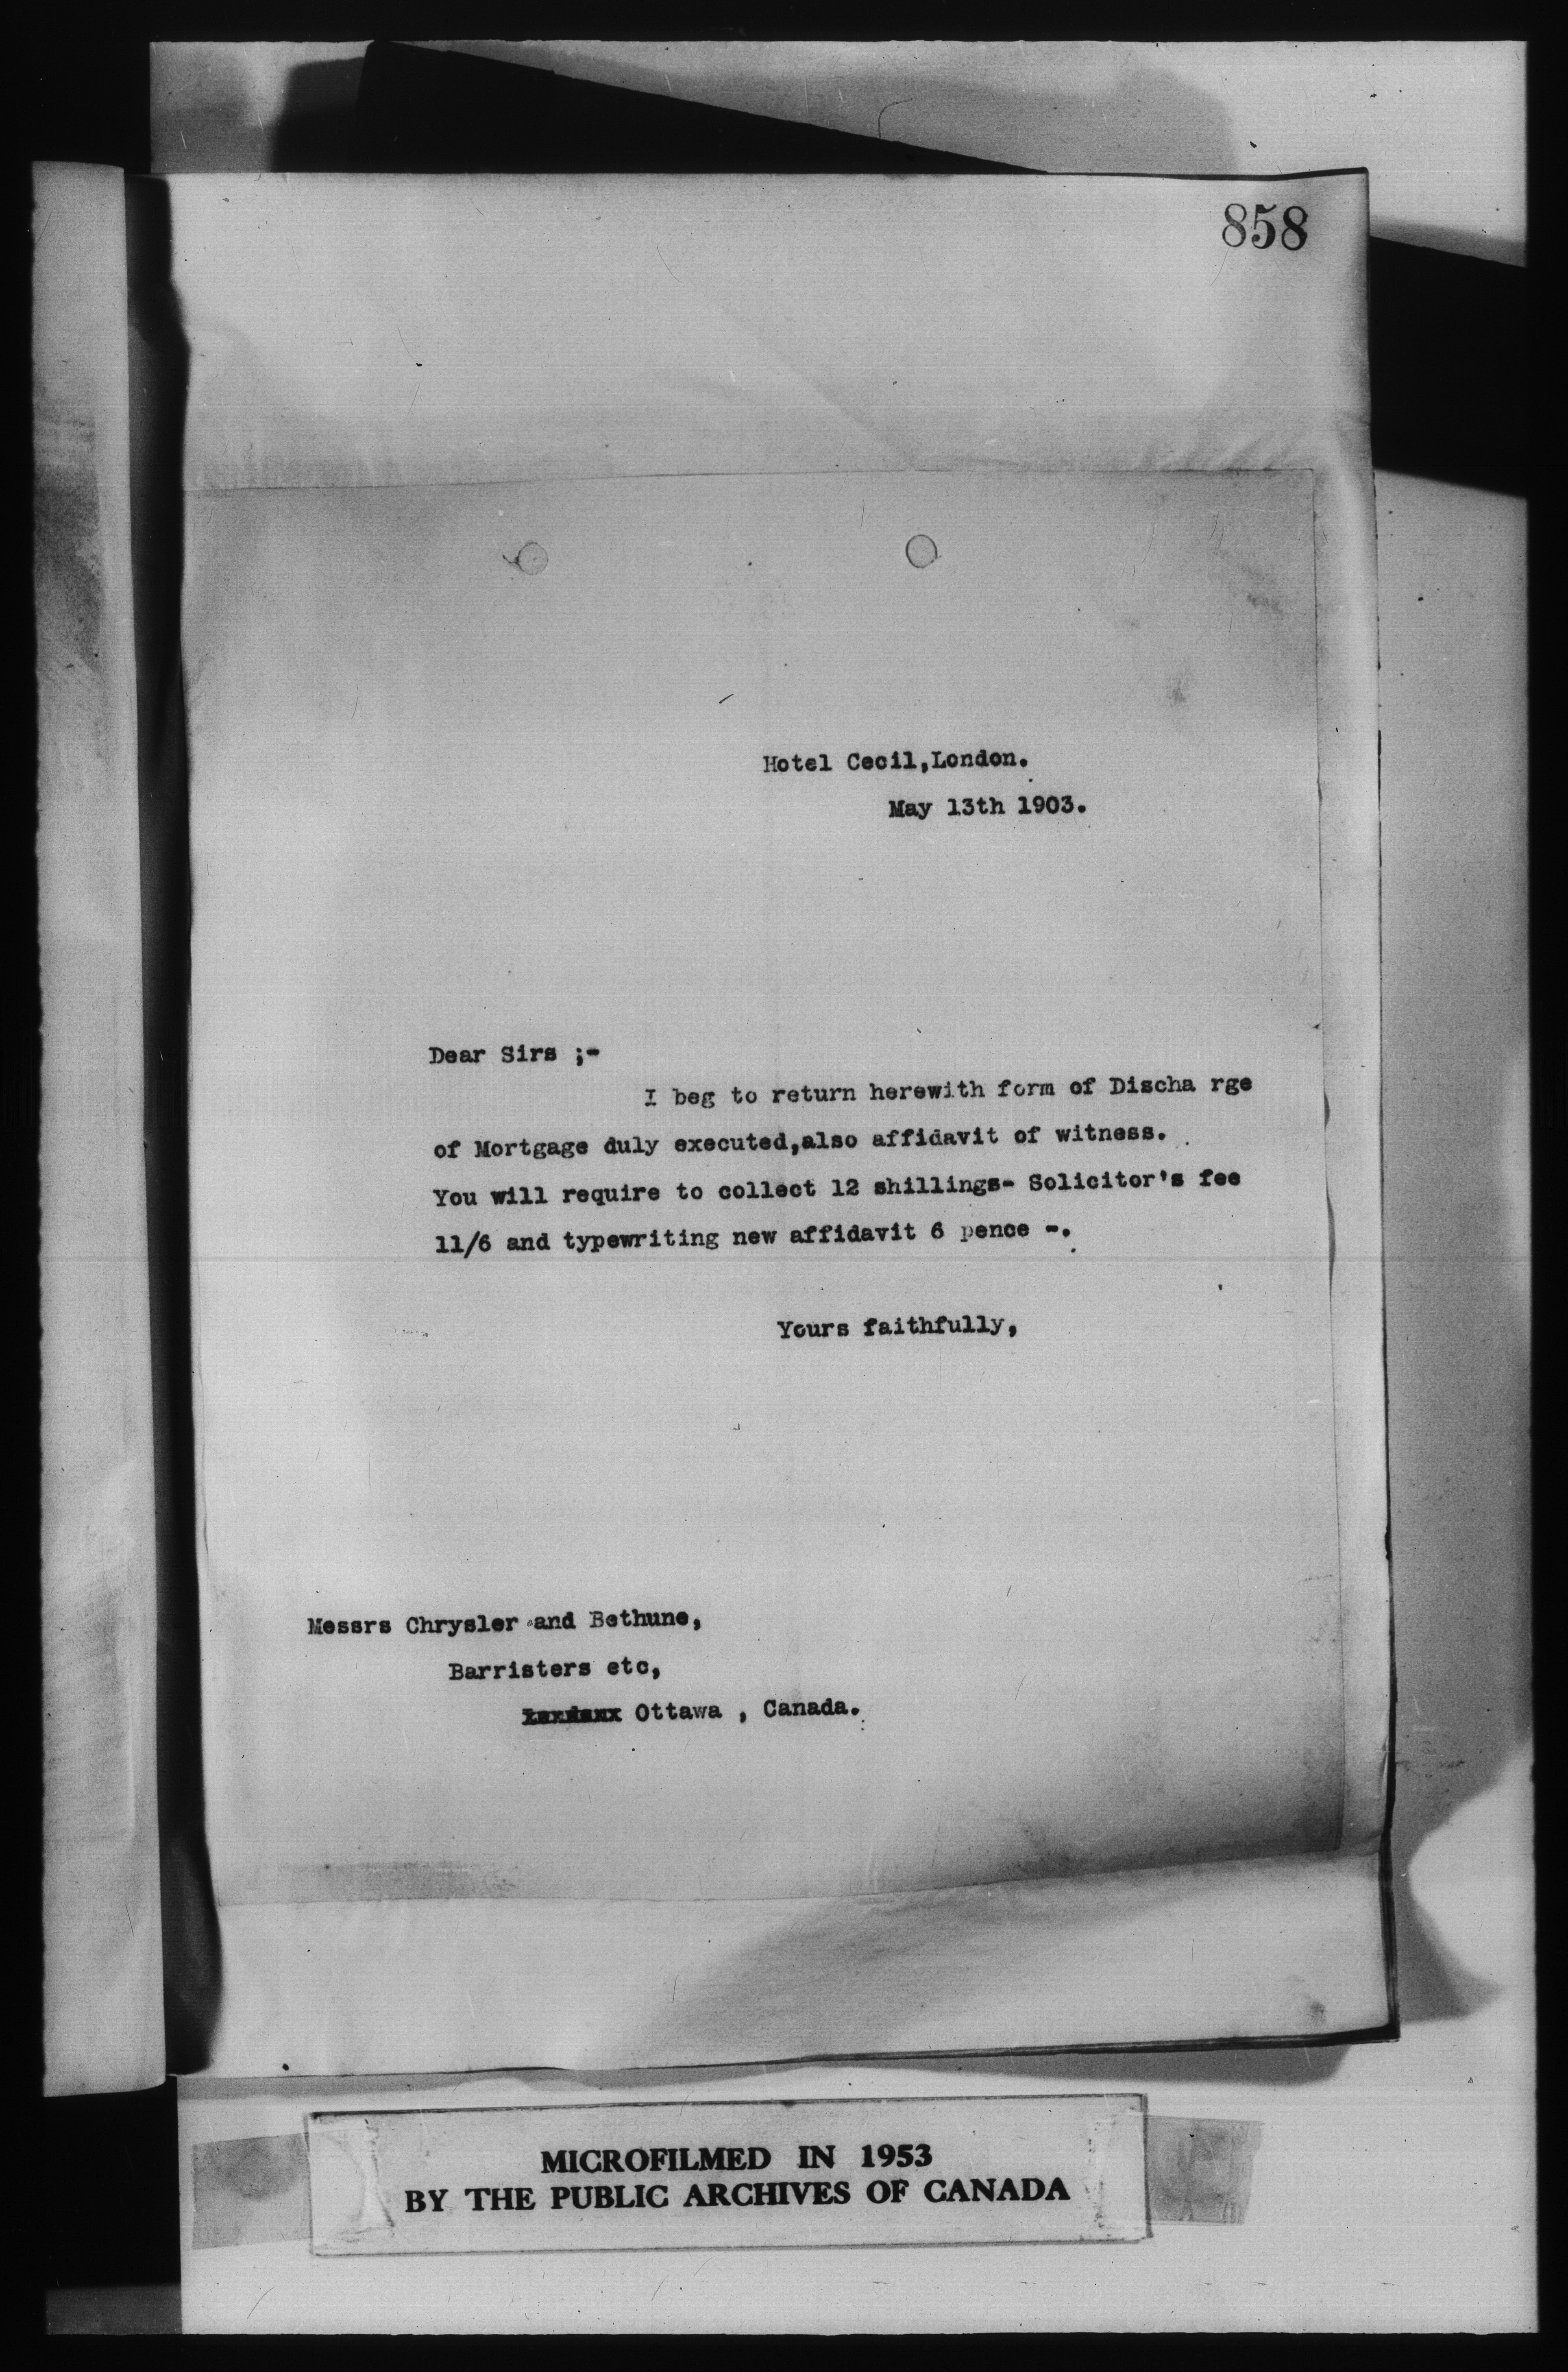 858
Hotel Cecil,London.
May 13th 1903.
Dear Sirs ;-
I beg to return herewith form of Discha rge
of Mortgage duly executed,also affidavit of witness.
You will require to collect 12 shillings- Solicitor's fee
11/6 and typewriting new affidavit 6 pence -.
Yours faithfully,
Messrs Chrysler and Bethune,
Barristers etc,
Ottawa , Canada.
MICROFILMED IN 1953
BY THE PUBLIC ARCHIVES OF CANADA